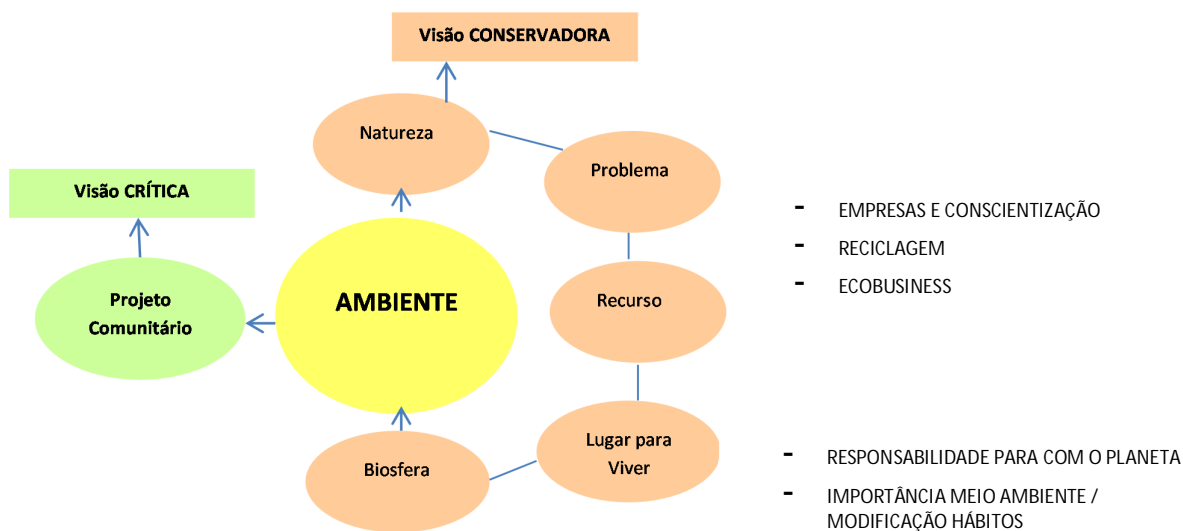 Visão CONSERVADORA
Natureza
Problema
Visão CRÍTICA
Projeto
Comunitário
AMBIENTE
Recurso
Lugar para
Viver
Biosfera
- EMPRESAS E CONSCIENTIZAÇÃO
- RECICLAGEM
- ECOBUSINESS
- RESPONSABILIDADE PARA COM O PLANETA
- IMPORTÂNCIA MEIO AMBIENTE /
MODIFICAÇÃO HÁBITOS